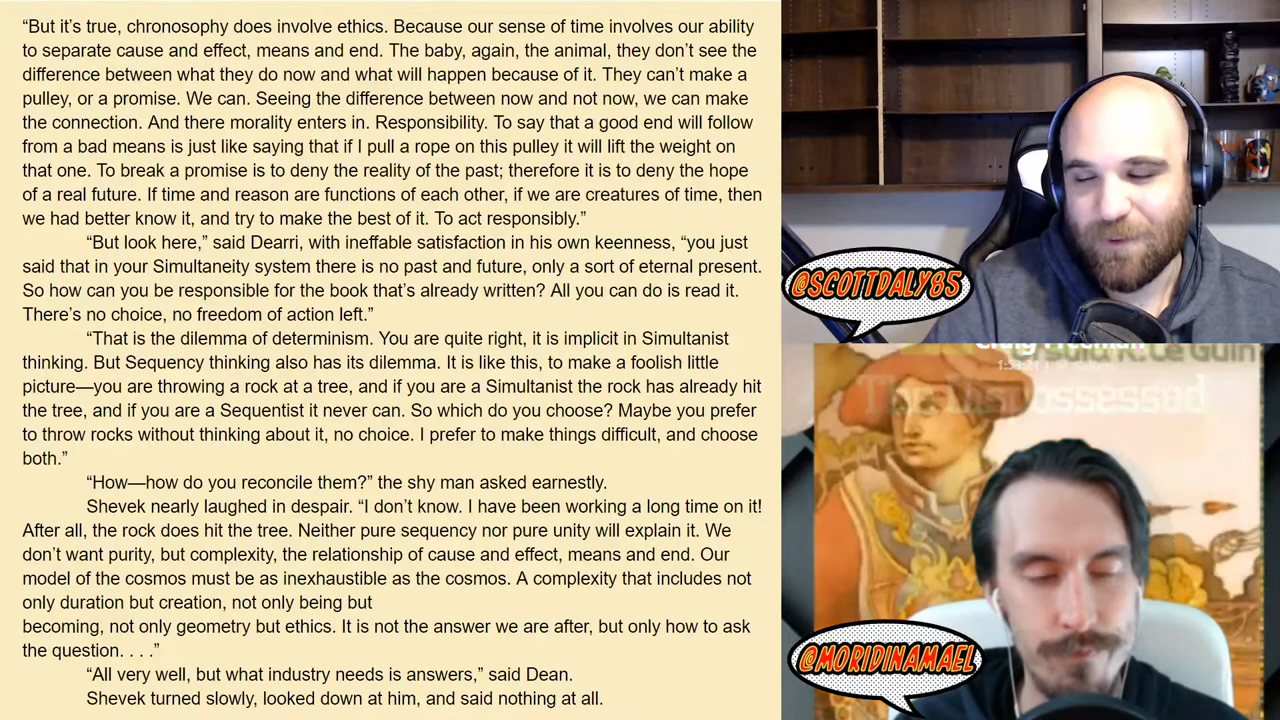 “But it’s true, chronosophy does involve ethics. Because our sense of time involves our ability
to separate cause and effect, means and end. The baby, again, the animal, they don’t see the
difference between what they do now and what will happen because of it. They can’t make a
pulley, or a promise. We can. Seeing the difference between now and not now, we can make
the connection. And there morality enters in. Responsibility. To say that a good end will follow
from a bad means is just like saying that if I pull a rope on this pulley it will lift the weight on
that one. To break a promise is to deny the reality of the past; therefore it is to deny the hope
of a real future. If time and reason are functions of each other, if we are creatures of time, then
we had better know it, and try to make the best of it. To act responsibly.”
“But look here,” said Dearri, with ineffable satisfaction in his own keenness, “you just
said that in your Simultaneity system there is no past and future, only a sort of eternal present.
So how can you be responsible for the book that’s already written? All you can do is read it.
There’s no choice, no freedom of action left.”
“That is the dilemma of determinism. You are quite right, it is implicit in Simultanist
thinking. But Sequency thinking also has its dilemma. It is like this, to make a foolish little
picture—you are throwing a rock at a tree, and if you are a Simultanist the rock has already hit
the tree, and if you are a Sequentist it never can. So which do you choose? Maybe you prefer
to throw rocks without thinking about it, no choice. I prefer to make things difficult, and choose
both.”
“How—how do you reconcile them?” the shy man asked earnestly.
Shevek nearly laughed in despair. “I don’t know. I have been working a long time on it!
After all, the rock does hit the tree. Neither pure sequency nor pure unity will explain it. We
don’t want purity, but complexity, the relationship of cause and effect, means and end. Our
model of the cosmos must be as inexhaustible as the cosmos. A complexity that includes not
only duration but creation, not only being but
becoming, not only geometry but ethics. It is not the answer we are after, but only how to ask
the question. . . .”
“All very well, but what industry needs is answers,” said Dean.
Shevek turned slowly, looked down at him, and said nothing at all.
@SCOTTDALY85
K. Le Guin
@MORIDINAMAEL